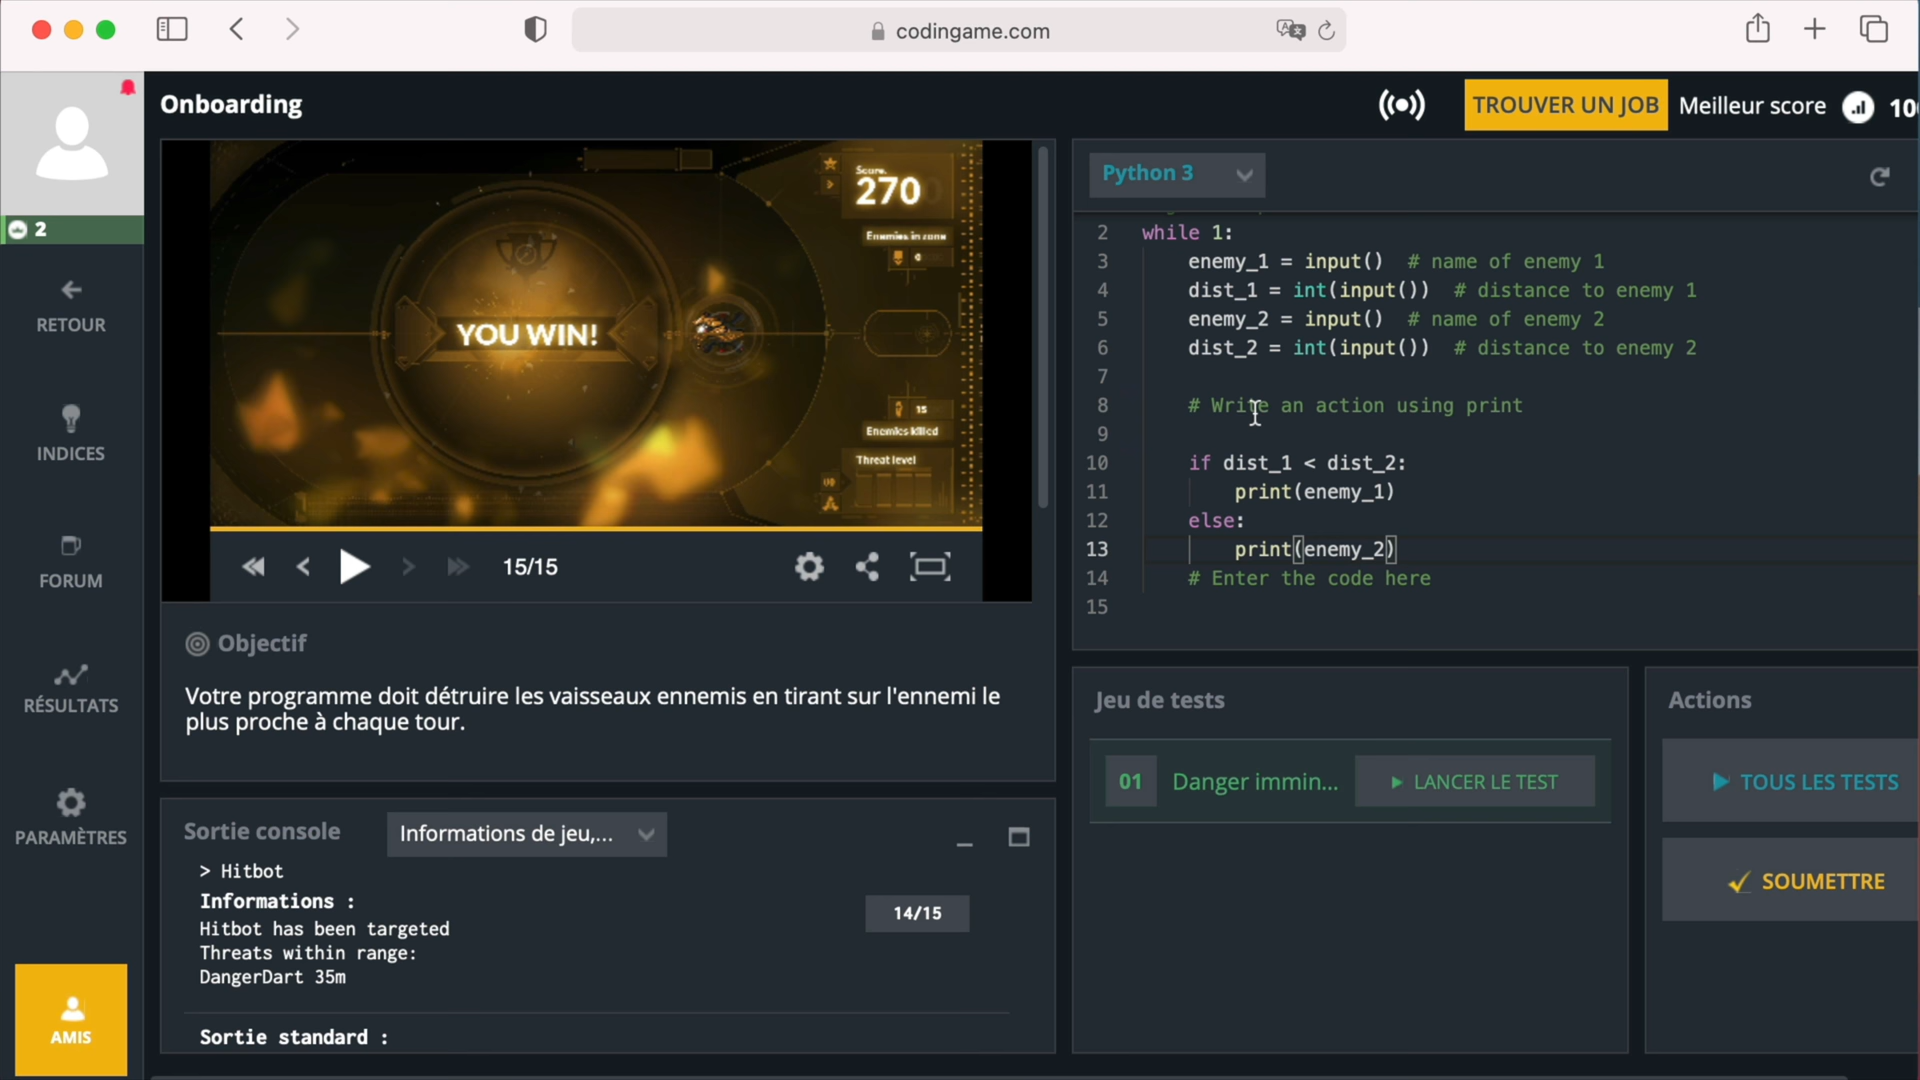 codingame.com
Onboarding
TROUVER UN JOB
Meilleur score
10
2
RETOUR
INDICES
FORUM
RÉSULTATS
PARAMÈTRES
AMIS
Score
270
Enemies in zone
YOU WIN!
15
Enemies killed
Threat level
15/15
Objectif
Votre programme doit détruire les vaisseaux ennemis en tirant sur l'ennemi le
plus proche à chaque tour.
Sortie console
Informations de jeu,...
> Hitbot
Informations :
Hitbot has been targeted
Threats within range:
DangerDart 35m
14/15
Sortie standard :
Python 3
2 while 1:
3 enemy_1 = input()  # name of enemy 1
4 dist_1 = int(input())  # distance to enemy 1
5 enemy_2 = input()  # name of enemy 2
6 dist_2 = int(input())  # distance to enemy 2
7
8 # Write an action using print
9
10 if dist_1 < dist_2:
11 print(enemy_1)
12 else:
13 print(enemy_2)
14 # Enter the code here
15
Jeu de tests
01 Danger immin...
LANCER LE TEST
Actions
TOUS LES TESTS
SOUMETTRE